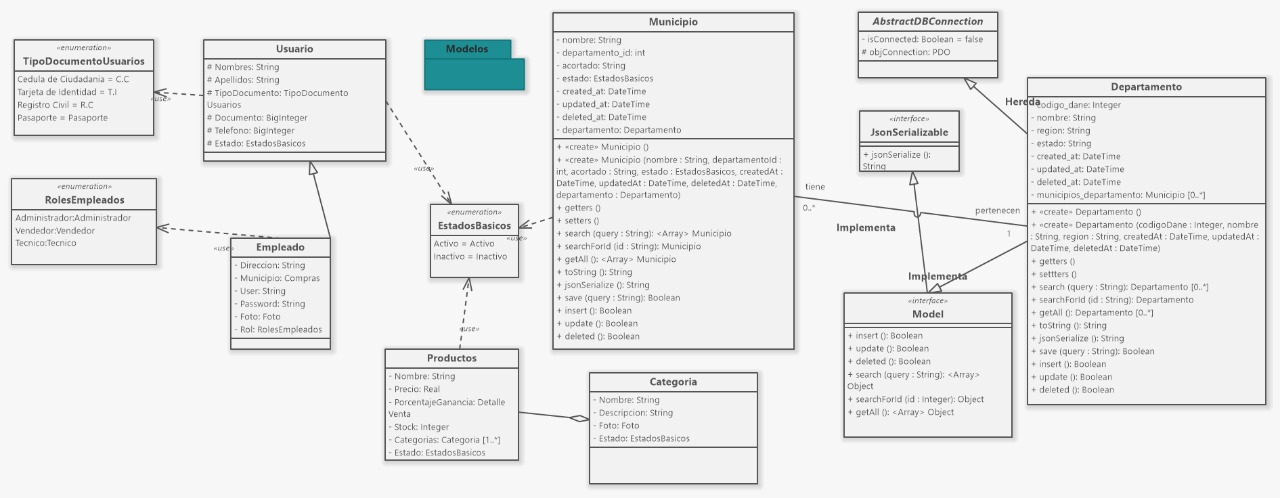 «enumeration»
TipoDocumentoUsuarios
Cedula de Ciudadania = C.C
Tarjeta de Identidad = T.I
Registro Civil = R.C
Pasaporte = Pasaporte
«use»
Usuario
# Nombres: String
# Apellidos: String
# TipoDocumento: TipoDocumento
Usuarios
# Documento: BigInteger
# Telefono: BigInteger
# Estado: EstadosBasicos
Modelos
«enumeration»
RolesEmpleados
Administrador:Administrador
Vendedor:Vendedor
Tecnico:Tecnico
«use»
Empleado
- Direccion: String
- Municipio: Compras
- User: String
- Password: String
- Foto: Foto
- Rol: RolesEmpleados
«use»
«enumeration»
EstadosBasicos
Activo = Activo
Inactivo = Inactivo
«use»
«use»
Productos
- Nombre: String
- Precio: Real
- PorcentajeGanancia: Detalle
Venta
- Stock: Integer
- Categorias: Categoria [1..*]
- Estado: EstadosBasicos
Categoria
- Nombre: String
- Descripcion: String
- Foto: Foto
- Estado: EstadosBasicos
Municipio
- nombre: String
- departamento_id: int
- acortado: String
- estado: EstadosBasicos
- created_at: DateTime
- updated_at: DateTime
- deleted_at: DateTime
- departamento: Departamento
+ «create» Municipio ()
+ «create» Municipio (nombre : String, departamentoId :
int, acortado : String, estado : EstadosBasicos, createdAt :
DateTime, updatedAt : DateTime, deletedAt : DateTime,
departamento : Departamento)
+ getters ()
+ setters ()
+ search (query : String): <Array> Municipio
+ searchForId (id : String): Municipio
+ getAll (): <Array> Municipio
+ toString (): String
+ jsonSerialize (): String
+ save (query : String): Boolean
+ insert (): Boolean
+ update (): Boolean
+ deleted (): Boolean
tiene
0..*
pertenecen
1
AbstractDBConnection
- isConnected: Boolean = false
# objConnection: PDO
Hereda
«interface»
JsonSerializable
+ jsonSerialize ():
String
Implementa
Implementa
«interface»
Model
+ insert (): Boolean
+ update (): Boolean
+ deleted (): Boolean
+ search (query : String): <Array>
Object
+ searchForId (id : Integer): Object
+ getAll (): <Array> Object
Departamento
codigo_dane: Integer
- nombre: String
- region: String
- estado: String
- created_at: DateTime
- updated_at: DateTime
- deleted_at: DateTime
- municipios_departamento: Municipio [0..*]
+ «create» Departamento ()
+ «create» Departamento (codigoDane : Integer, nombre
: String, region : String, createdAt : DateTime, updatedAt :
DateTime, deletedAt : DateTime)
+ getters ()
+ settters ()
+ search (query : String): Departamento [0..*]
+ searchForId (id : String): Departamento
+ getAll (): Departamento [0..*]
+ toString (): String
+ jsonSerialize (): String
+ save (query : String): Boolean
+ insert (): Boolean
+ update (): Boolean
+ deleted (): Boolean